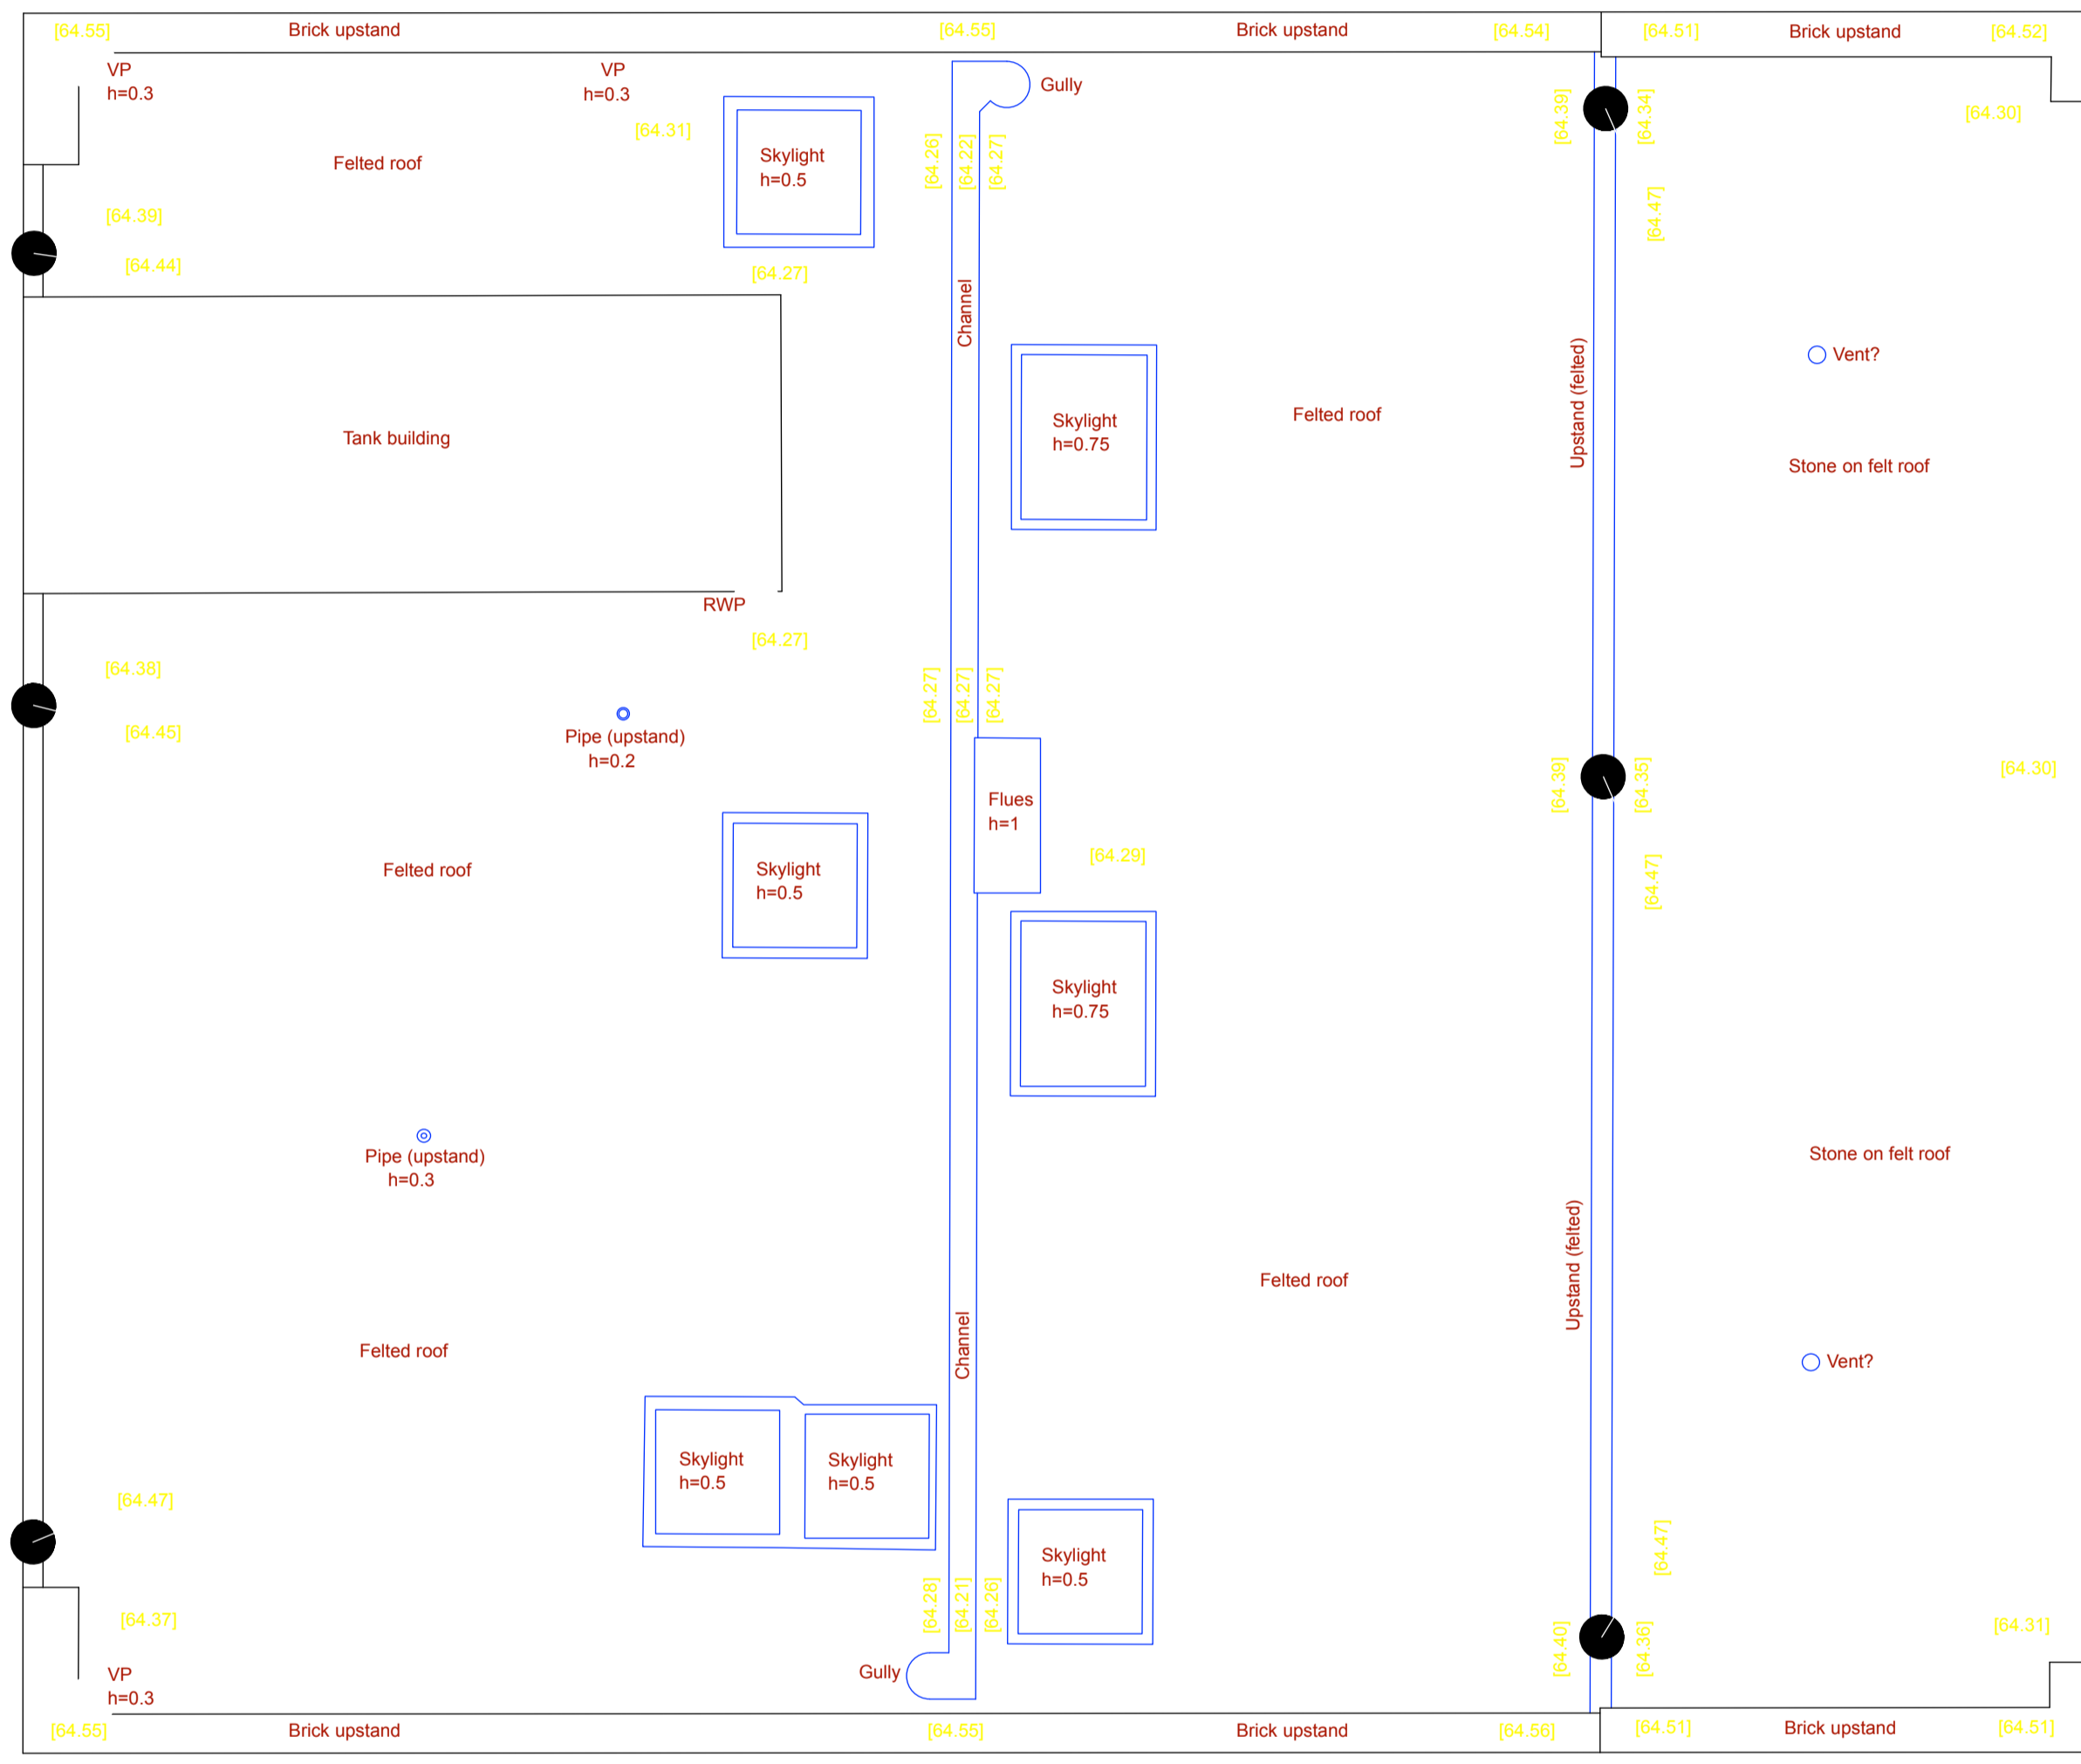 [64.55]
Brick upstand
[64.55]
Brick upstand
[64.54]
[64.51]
Brick upstand
[64.52]
VP
h=0.3
VP
h=0.3
Gully
[64.31]
[64.39]
[64.34]
[64.30]
Felted roof
Skylight
h=0.5
[64.26]
[64.22]
[64.27]
[64.39]
[64.47]
[64.44]
[64.27]
Channel
Upstand (felted)
Vent?
Tank building
Skylight
h=0.75
Felted roof
Stone on felt roof
RWP
[64.27]
[64.38]
[64.27]
[64.27]
[64.27]
[64.45]
Pipe (upstand)
h=0.2
[64.39]
[64.35]
[64.30]
Flues
h=1
[64.29]
Felted roof
Skylight
h=0.5
[64.47]
Skylight
h=0.75
Pipe (upstand)
h=0.3
Stone on felt roof
Upstand (felted)
Felted roof
Felted roof
Channel
Vent?
Skylight
h=0.5
Skylight
h=0.5
[64.47]
Skylight
h=0.5
[64.47]
[64.37]
[64.28]
[64.21]
[64.26]
[64.40]
[64.36]
[64.31]
VP
h=0.3
Gully
[64.55]
Brick upstand
[64.55]
Brick upstand
[64.56]
[64.51]
Brick upstand
[64.51]